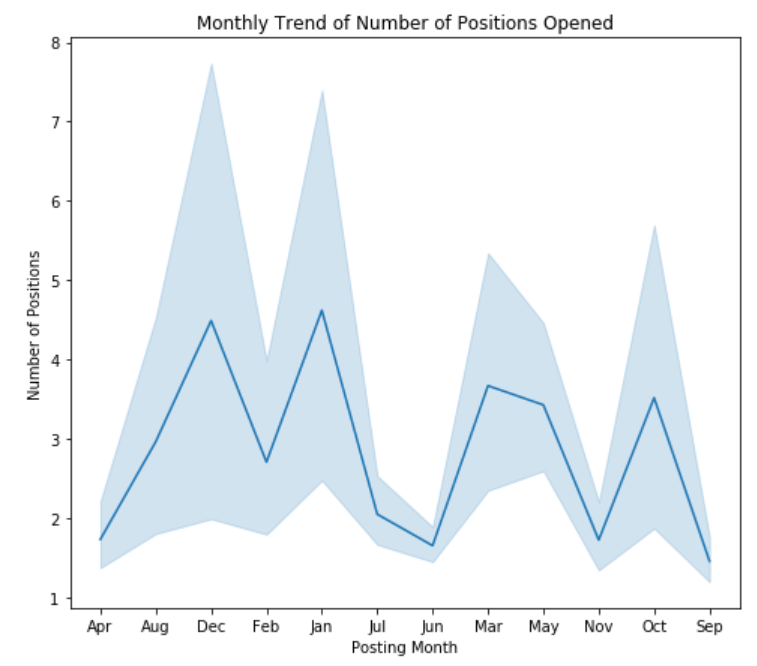 Monthly Trend of Number of Positions Opened
8
7
6
5
4
3
2
1
Number of Positions
Apr Aug Dec Feb Jan Jul Jun Mar May Nov Oct Sep
Posting Month